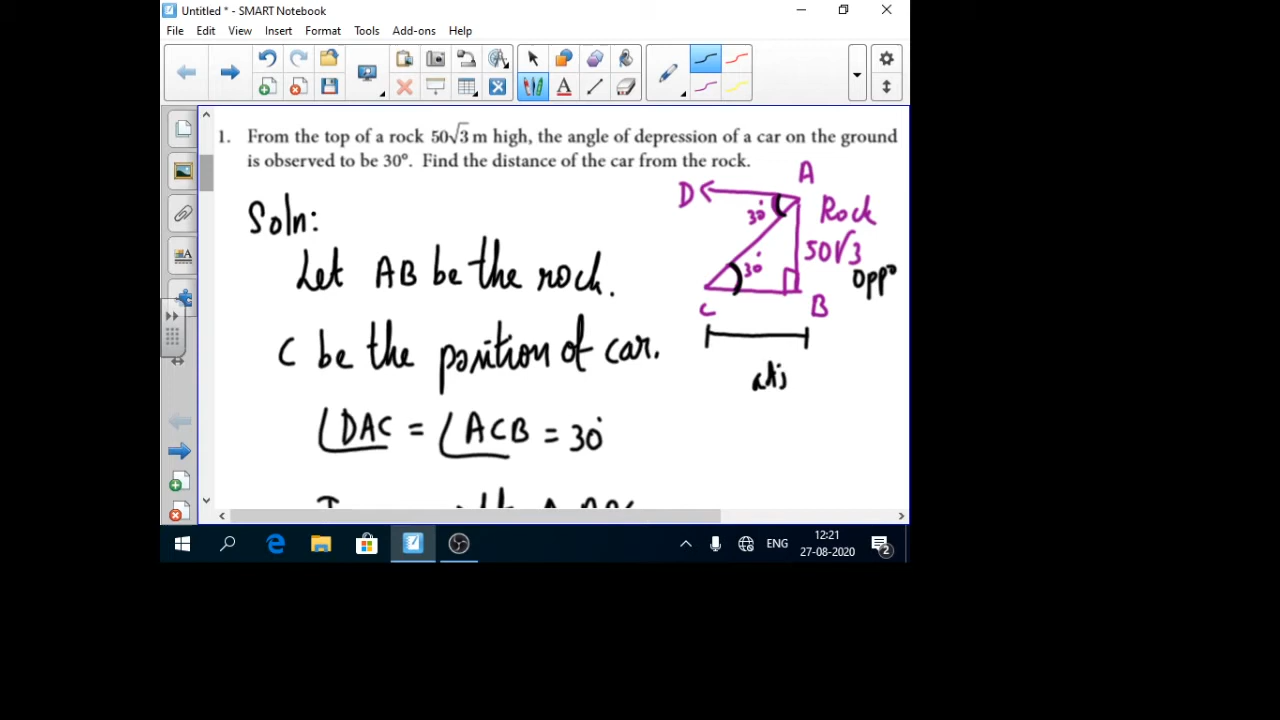 Untitled * - SMART Notebook
File Edit View Insert Format Tools Add-ons Help
1. From the top of a rock 50√3 m high, the angle of depression of a car on the ground
is observed to be 30°. Find the distance of the car from the rock.
A
D
30°
Rock
Soln:
50√3
Let AB be the rock.
30°
opp
C
B
C be the position of car.
adj
∠DAC = ∠ACB = 30°
ENG
12:21
27-08-2020
2